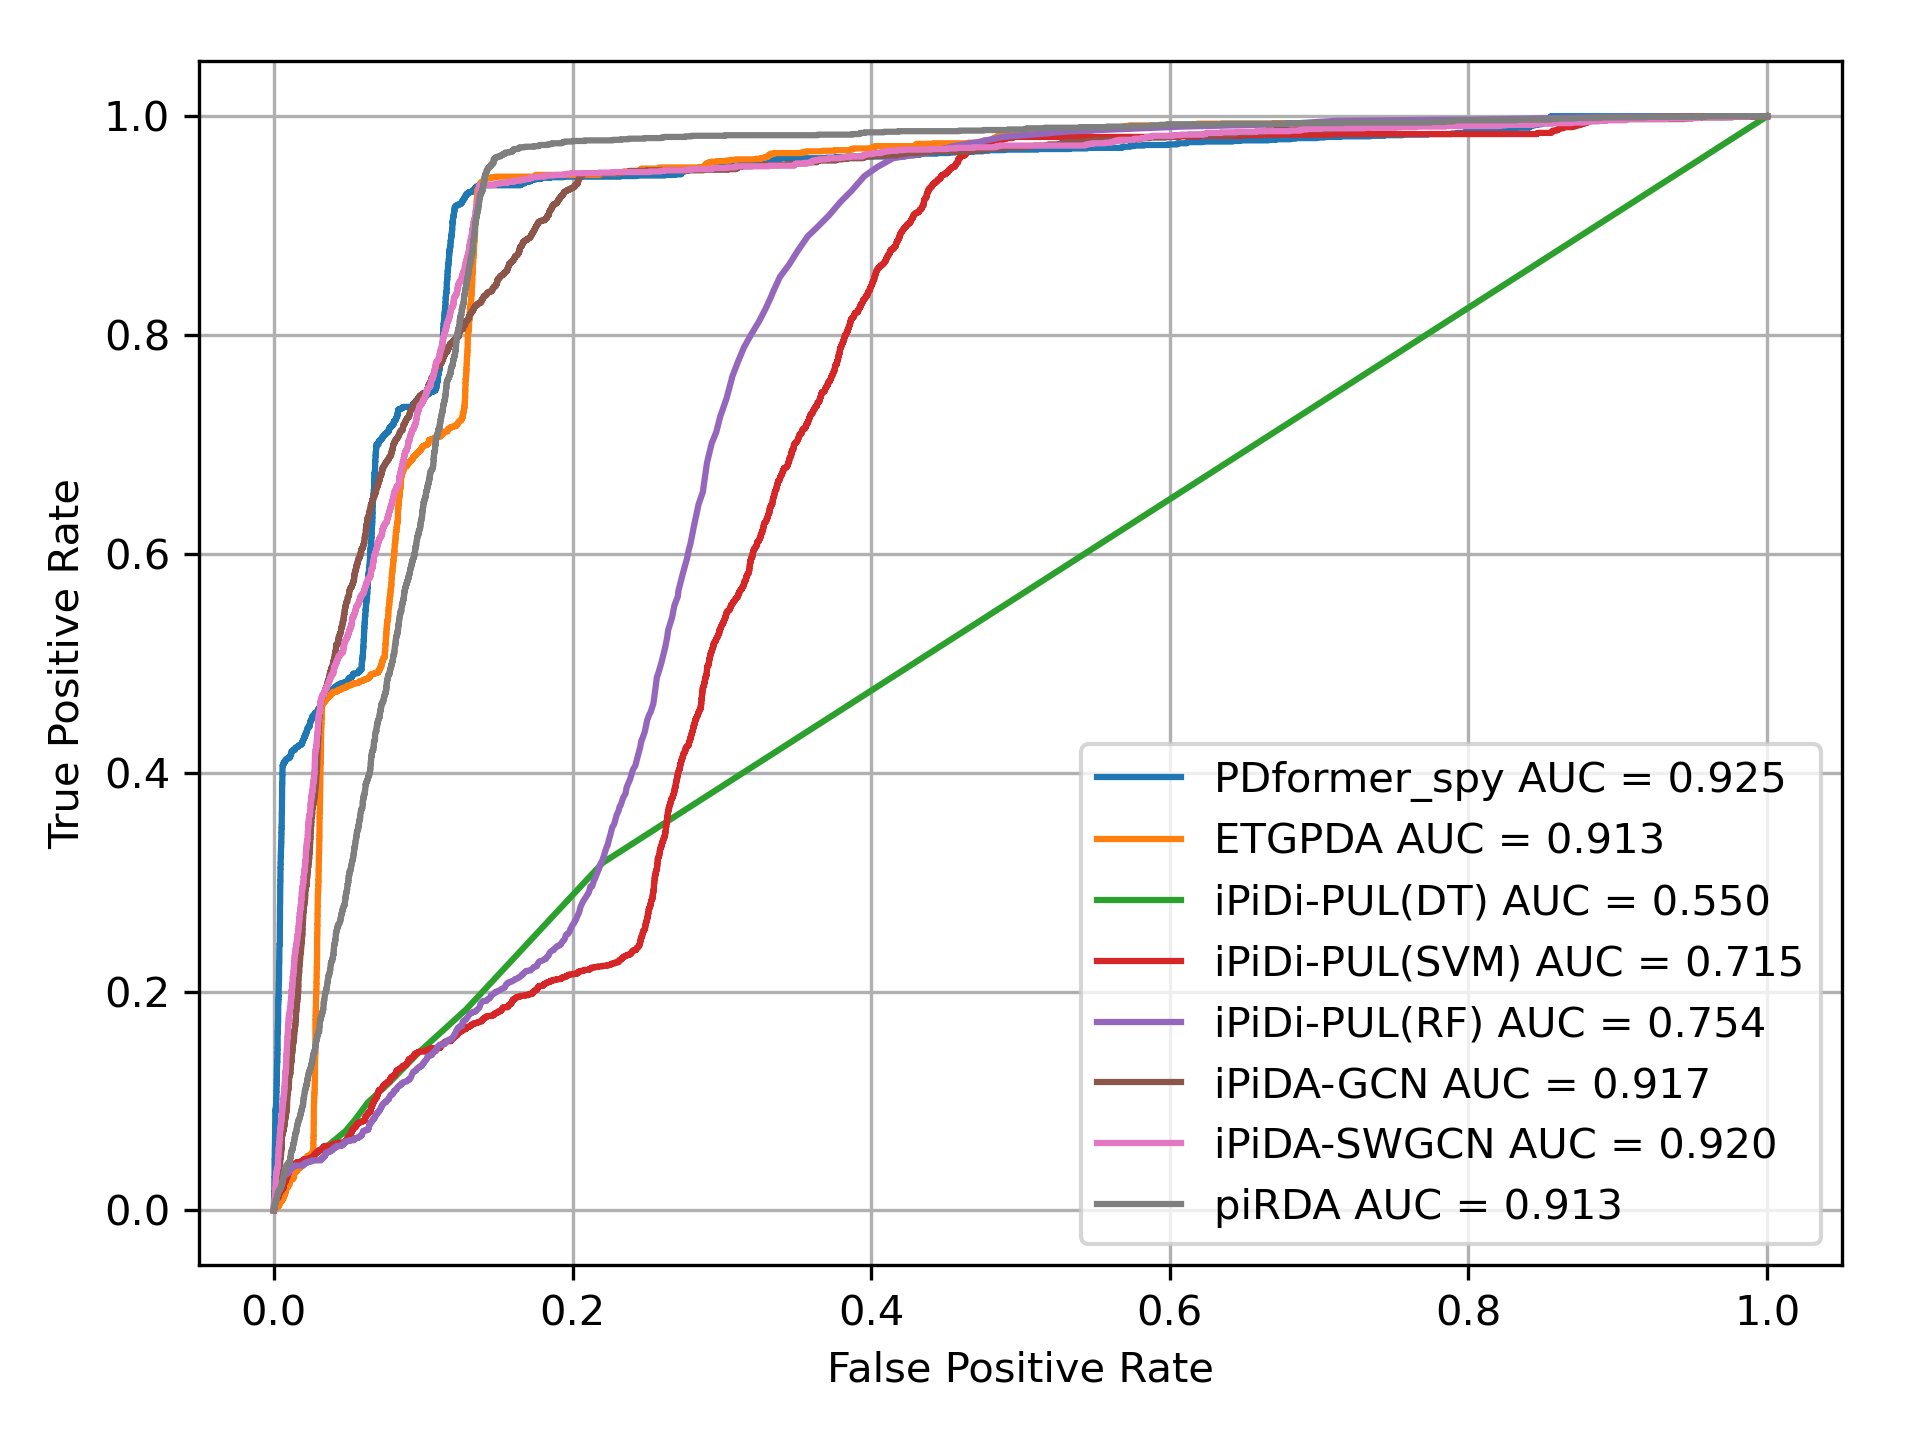 1.0
0.8
0.6
0.4
0.2
0.0
True Positive Rate
PDformer_spy AUC = 0.925
ETGPDA AUC = 0.913
iPiDi-PUL(DT) AUC = 0.550
iPiDi-PUL(SVM) AUC = 0.715
iPiDi-PUL(RF) AUC = 0.754
iPiDA-GCN AUC = 0.917
iPiDA-SWGCN AUC = 0.920
piRDA AUC = 0.913
0.0 0.2 0.4 0.6 0.8 1.0
False Positive Rate